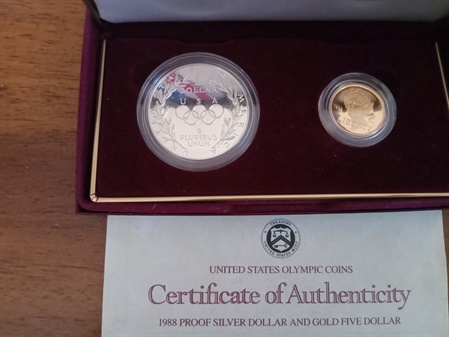 DOLLAR
USA
E
PLURIBUS
UNUM
UNITED STATES OLYMPIC COINS
Certificate of Authenticity
1988 PROOF SILVER DOLLAR AND GOLD FIVE DOLLAR